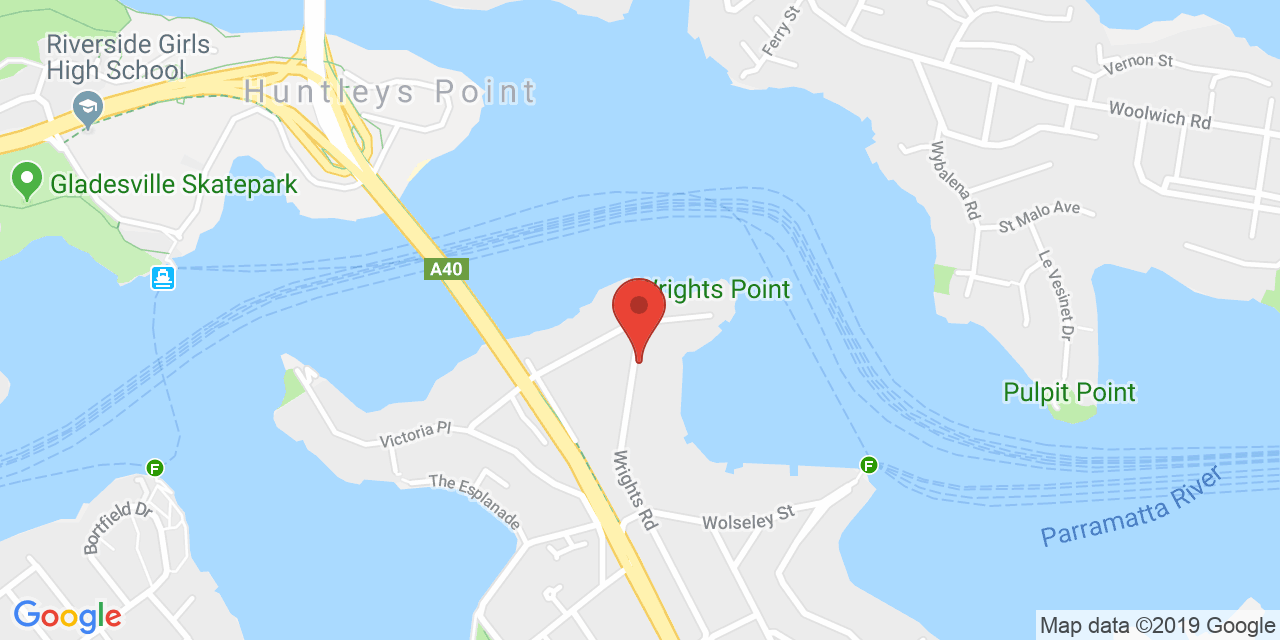 Riverside Girls
High School
Huntleys Point
Ferry St
Vernon St
Woolwich Rd
Gladesville Skatepark
Wybalena Rd
St Malo Ave
A40
Le Vesinet Dr
Wrights Point
Pulpit Point
Victoria Pl
F
F
The Esplanade
Wrights Rd
Bortfield Dr
Wolseley St
Parramatta River
Google
Map data ©2019 Google